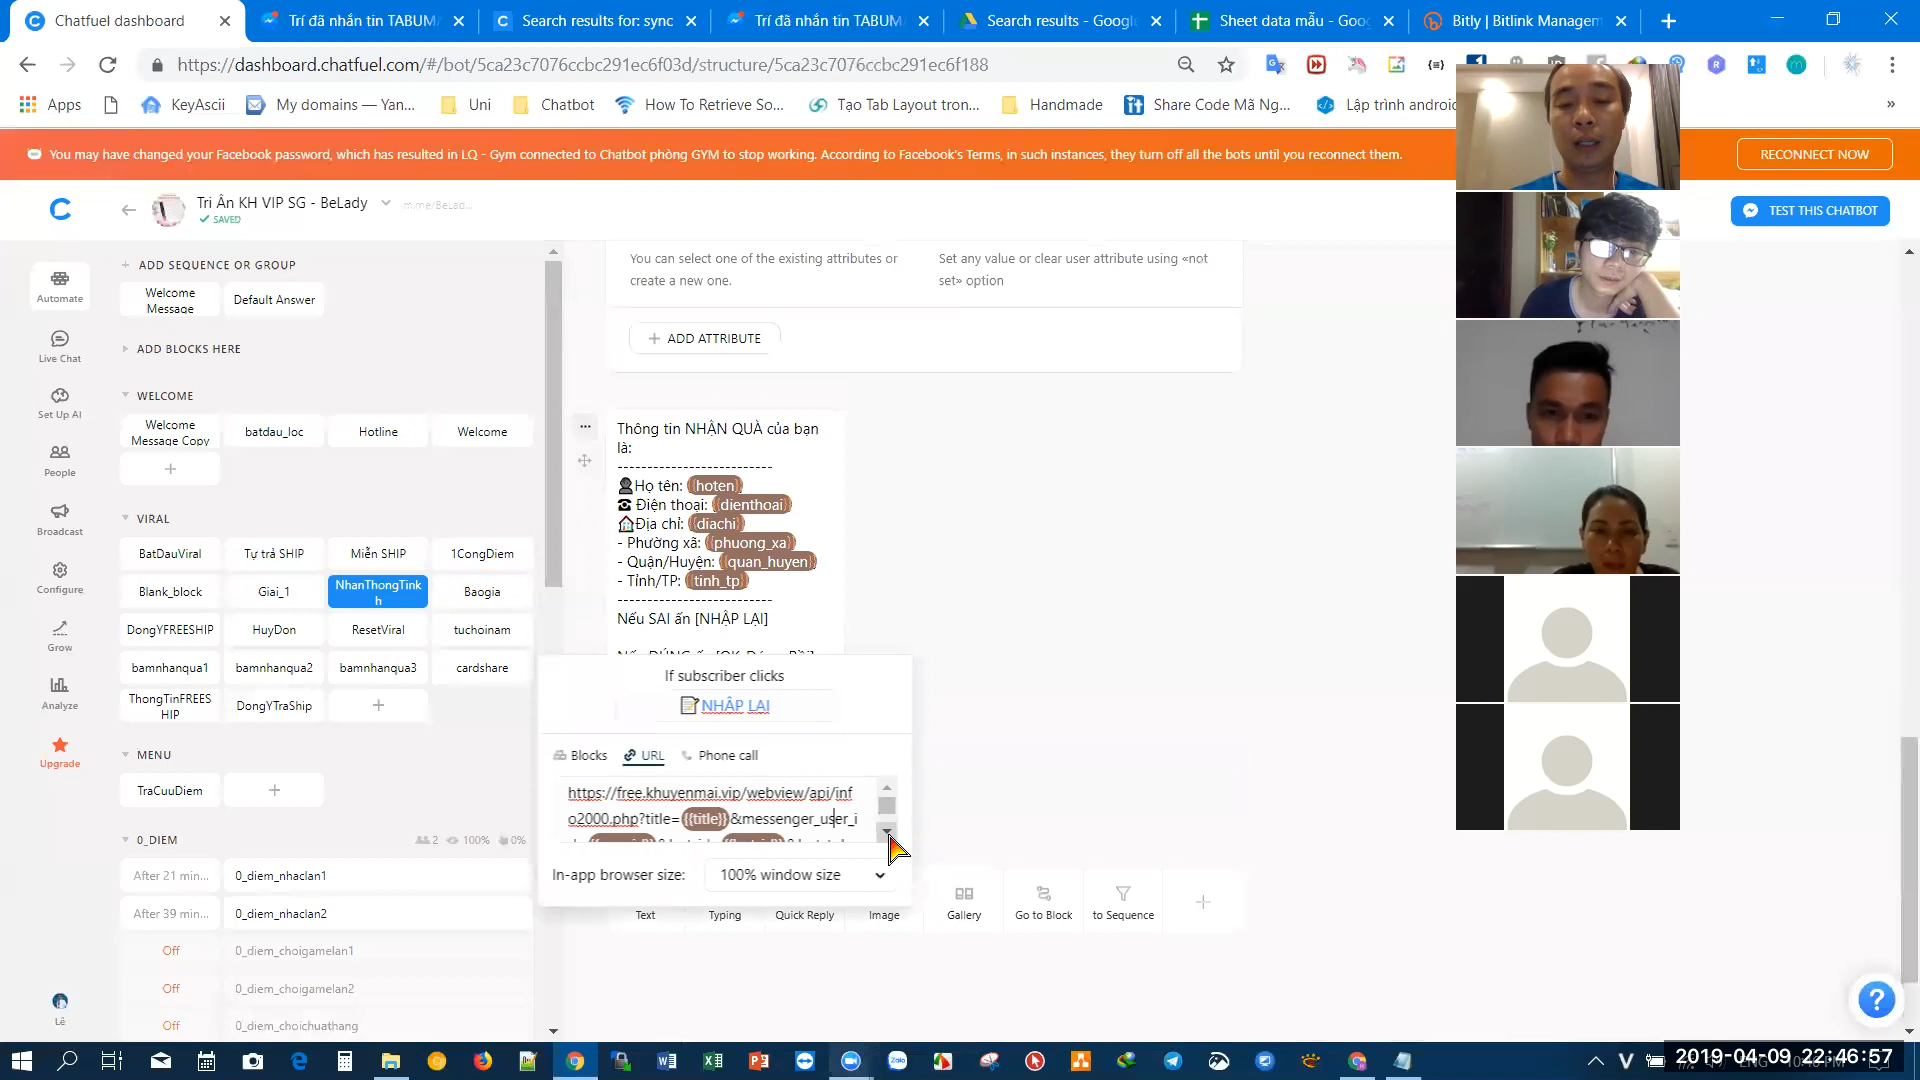 Chatfuel dashboard
Trí đã nhắn tin TABUM
Search results for: sync
Trí đã nhắn tin TABUM
Search results - Google
Sheet data mẫu - Goo
Bitly | Bitlink Managem
https://dashboard.chatfuel.com/#/bot/5ca23c7076ccbc291ec6f03d/structure/5ca23c7076ccbc291ec6f188
Apps
KeyAscii
My domains — Yan...
Uni
Chatbot
How To Retrieve So...
Tạo Tab Layout tron...
Handmade
Share Code Mã Ng...
Lập trình android
You may have changed your Facebook password, which has resulted in LQ - Gym connected to Chatbot phòng GYM to stop working. According to Facebook's Terms, in such instances, they turn off all the bots until you reconnect them.
RECONNECT NOW
Tri Ân KH VIP SG - BeLady
m.me/BeLad...
SAVED
TEST THIS CHATBOT
Automate
Live Chat
Set Up AI
People
Broadcast
Configure
Grow
Analyze
Upgrade
Lê
ADD SEQUENCE OR GROUP
Welcome Message
Default Answer
ADD BLOCKS HERE
WELCOME
Welcome Message Copy
batdau_loc
Hotline
Welcome
VIRAL
BatDauViral
Tự trả SHIP
Miễn SHIP
1CongDiem
Blank_block
Giai_1
NhanThongTinkh
Baogia
DongYFREESHIP
HuyDon
ResetViral
tuchoinam
bamnhanqua1
bamnhanqua2
bamnhanqua3
cardshare
ThongTinFREESHIP
DongYTraShip
MENU
TraCuuDiem
0_DIEM
2
100%
0%
After 21 min...
0_diem_nhaclan1
After 39 min...
0_diem_nhaclan2
Off
0_diem_choigamelan1
Off
0_diem_choigamelan2
Off
0_diem_choichuathang
You can select one of the existing attributes or create a new one.
Set any value or clear user attribute using «not set» option
ADD ATTRIBUTE
Thông tin NHẬN QUÀ của bạn
là:
--------------------------
Họ tên: {{hoten}}
Điện thoại: {{dienthoai}}
Địa chỉ: {{diachi}}
- Phường xã: {{phuong_xa}}
- Quận/Huyện: {{quan_huyen}}
- Tỉnh/TP: {{tinh_tp}}
--------------------------
Nếu SAI ấn [NHẬP LẠI]
If subscriber clicks
NHẬP LẠI
Blocks
URL
Phone call
https://free.khuyenmai.vip/webview/api/inf
o2000.php?title={{title}}&messenger_user_i
In-app browser size:
100% window size
Text
Typing
Quick Reply
Image
Gallery
Go to Block
to Sequence
?
2019-04-09 22:46:57